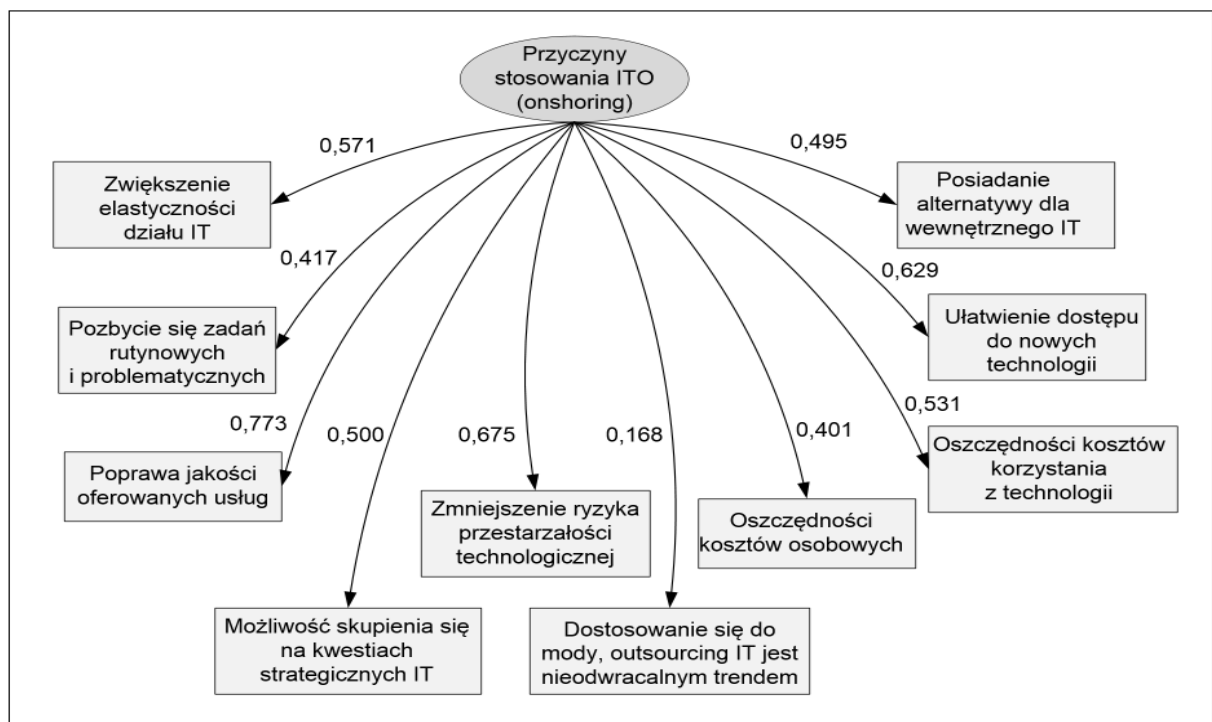 Przyczyny
stosowania ITO
(onshoring)
0,571
0,495
Zwiększenie
elastyczności
działu IT
Posiadanie
alternatywy dla
wewnętrznego IT
0,417
0,629
Pozbycie się zadań
rutynowych
i problematycznych
Ułatwienie dostępu
do nowych
technologii
0,773
0,500
0,675
0,168
0,401
0,531
Poprawa jakości
oferowanych usług
Oszczędności kosztów
korzystania
z technologii
Zmniejszenie ryzyka
przestarzałości
technologicznej
Oszczędności
kosztów osobowych
Możliwość skupienia się
na kwestiach
strategicznych IT
Dostosowanie się do
mody, outsourcing IT jest
nieodwracalnym trendem